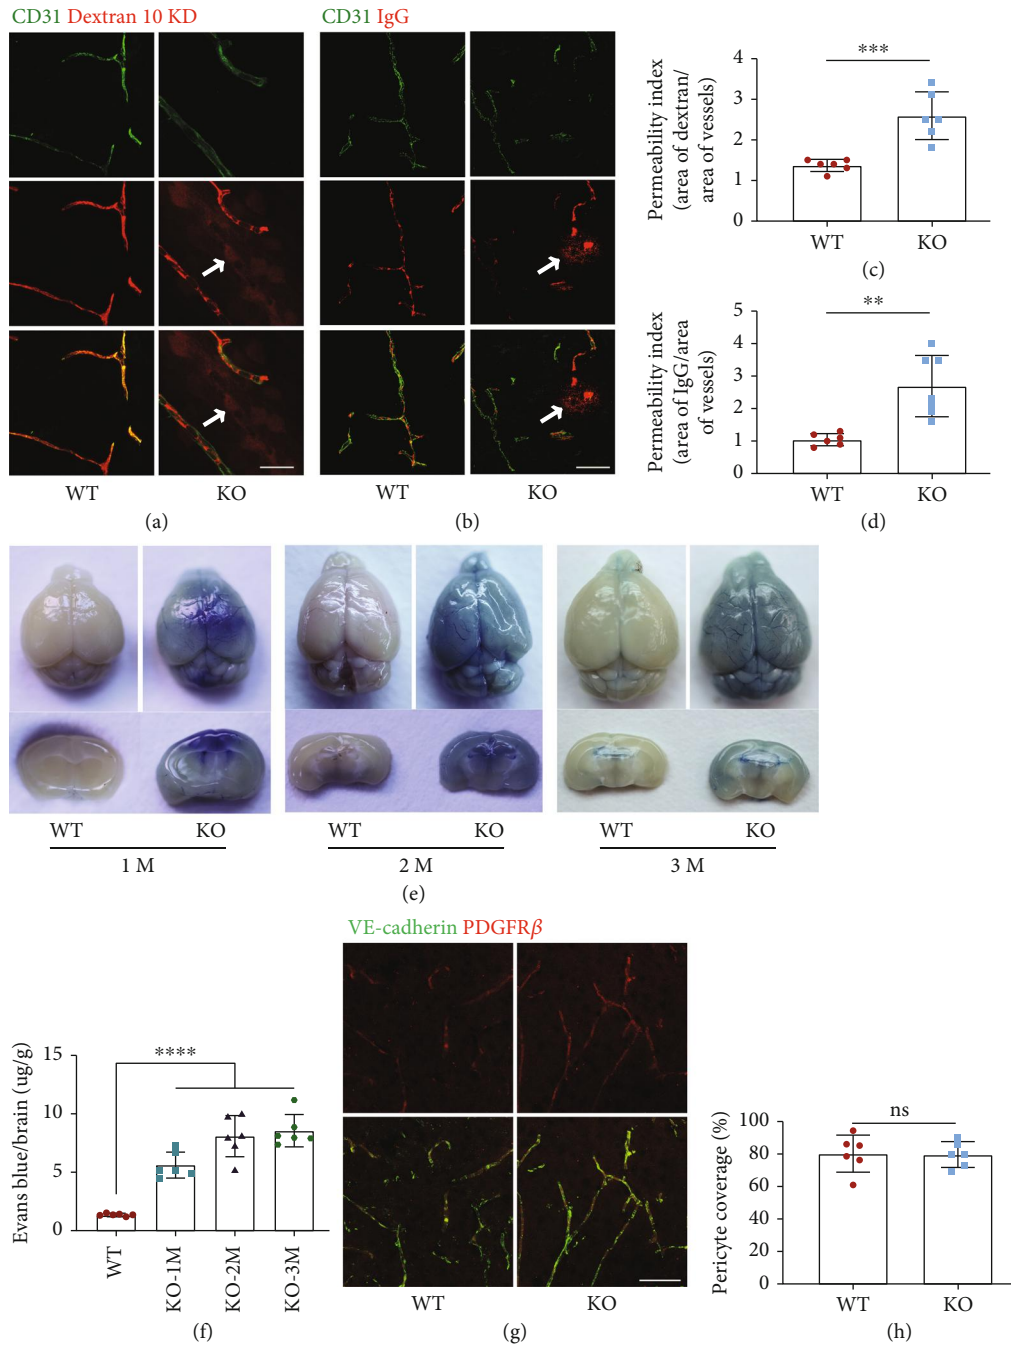 CD31 Dextran 10 KD
CD31 IgG
WT
KO
(a)
WT
KO
(b)
Permeability index
(area of dextran/
area of vessels)
4
3
2
1
0
***
WT
KO
(c)
Permeability index
(area of IgG/area
of vessels)
5
4
3
2
1
0
**
WT
KO
(d)
WT
KO
1 M
WT
KO
2 M
WT
KO
3 M
(e)
Evans blue/brain (ug/g)
15
10
5
0
****
WT
KO-1M
KO-2M
KO-3M
(f)
VE-cadherin PDGFRβ
WT
KO
(g)
Pericyte coverage (%)
100
80
60
40
20
0
ns
WT
KO
(h)